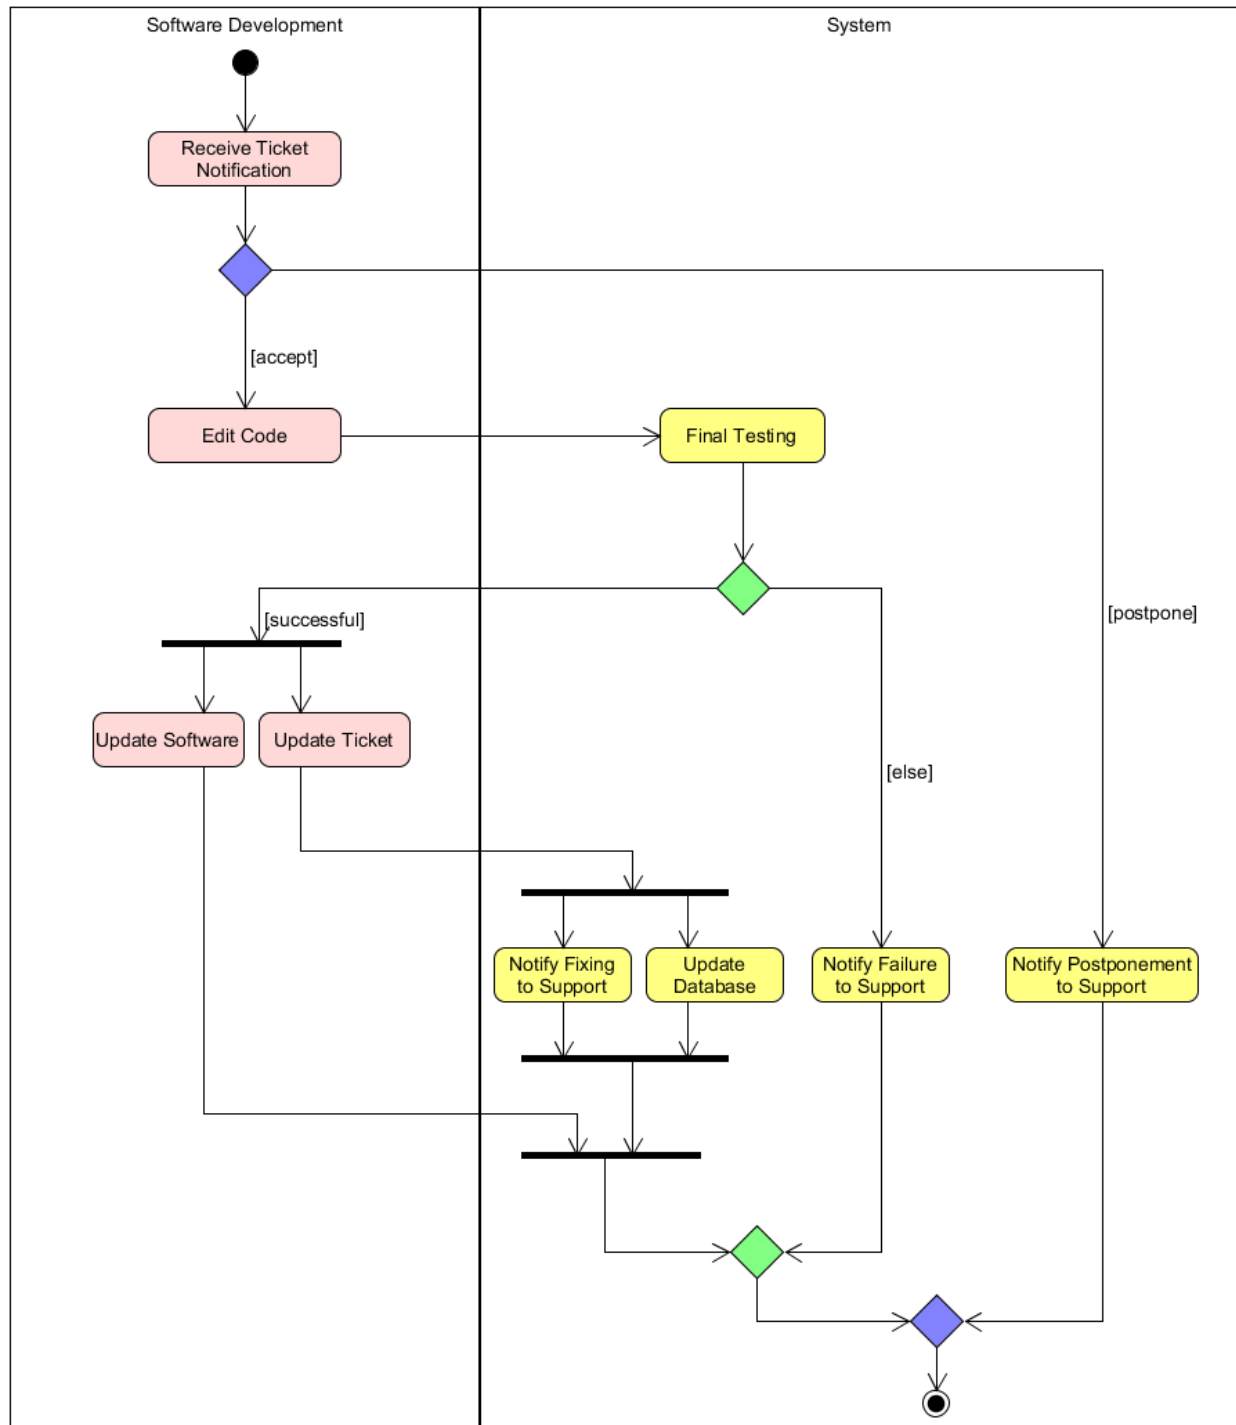 Software Development
System
Receive Ticket
Notification
[accept]
Edit Code
Final Testing
[successful]
[postpone]
Update Software
Update Ticket
[else]
Notify Fixing
to Support
Update
Database
Notify Failure
to Support
Notify Postponement
to Support